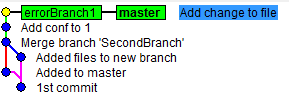 errorBranch1 master Add change to file
Add conf to 1
Merge branch 'SecondBranch'
Added files to new branch
Added to master
1st commit